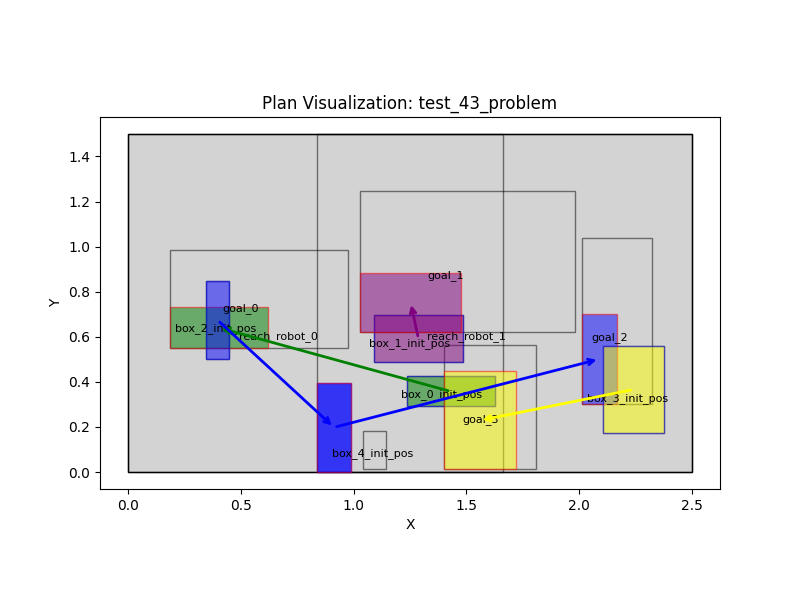 Plan Visualization: test_43_problem
Y
1.4
1.2
1.0
0.8
0.6
0.4
0.2
0.0
goal_0
box_2_init_pos
reach_robot_0
goal_1
reach_robot_1
box_1_init_pos
goal_2
box_0_init_pos
box_3_init_pos
goal_3
box_4_init_pos
0.0
0.5
1.0
1.5
2.0
2.5
X